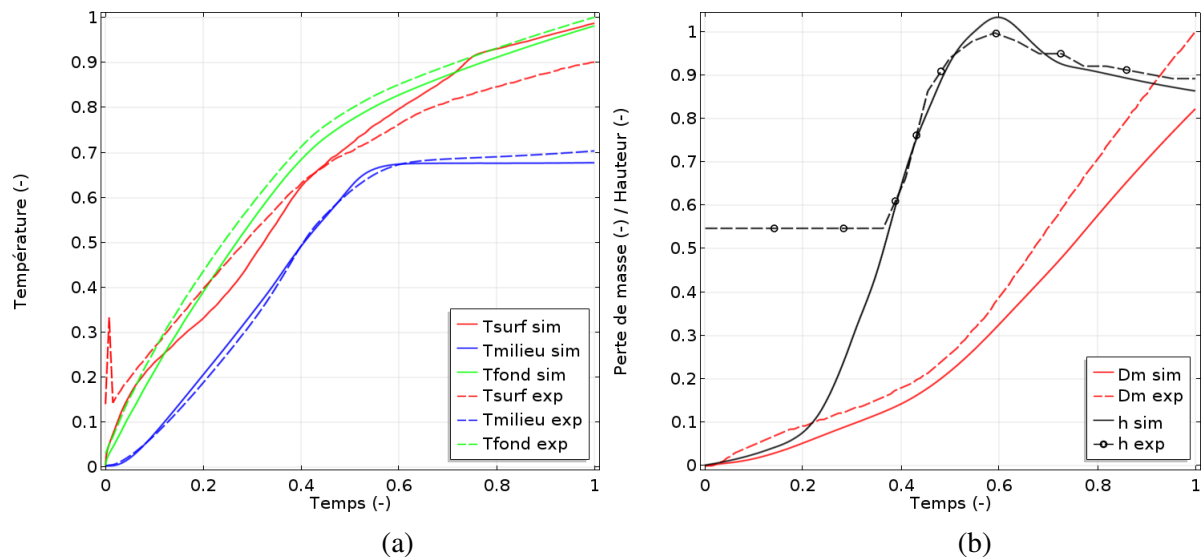 1
0.9
0.8
0.7
0.6
0.5
0.4
0.3
0.2
0.1
0
Température (-)
0 0.2 0.4 0.6 0.8 1
Temps (-)
Tsurf sim
Tmilieu sim
Tfond sim
Tsurf exp
Tmilieu exp
Tfond exp
(a)
1
0.9
0.8
0.7
0.6
0.5
0.4
0.3
0.2
0.1
0
Perte de masse (-) / Hauteur (-)
0 0.2 0.4 0.6 0.8 1
Temps (-)
Dm sim
Dm exp
h sim
h exp
(b)